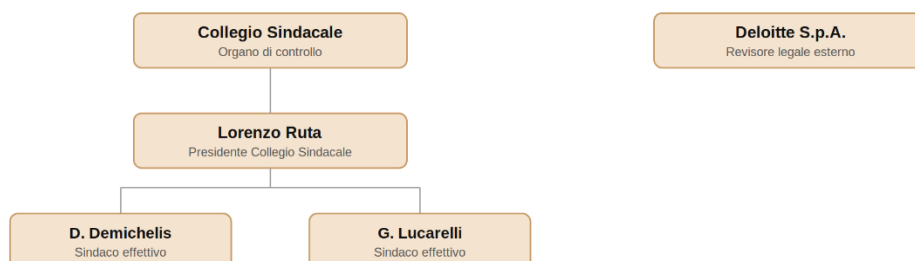 Collegio Sindacale
Organo di controllo
Deloitte S.p.A.
Revisore legale esterno
Lorenzo Ruta
Presidente Collegio Sindacale
D. Demichelis
Sindaco effettivo
G. Lucarelli
Sindaco effettivo